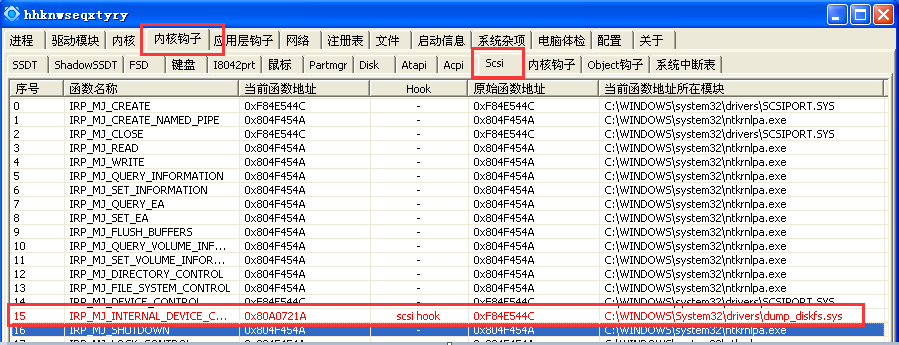 hhknwseqxtyry
进程 驱动模块 内核 内核钩子 应用层钩子 网络 注册表 文件 启动信息 系统杂项 电脑体检 配置 关于
SSDT ShadowSSDT FSD 键盘 I8042prt 鼠标 Partmgr Disk Atapi Acpi Scsi 内核钩子 Object钩子 系统中断表
序号 函数名称 当前函数地址 Hook 原始函数地址 当前函数地址所在模块
0 IRP_MJ_CREATE 0xF84E544C - 0xF84E544C C:\WINDOWS\system32\drivers\SCSIPORT.SYS
1 IRP_MJ_CREATE_NAMED_PIPE 0x804F454A - 0x804F454A C:\WINDOWS\system32\ntkrnlpa.exe
2 IRP_MJ_CLOSE 0xF84E544C - 0xF84E544C C:\WINDOWS\system32\drivers\SCSIPORT.SYS
3 IRP_MJ_READ 0x804F454A - 0x804F454A C:\WINDOWS\system32\ntkrnlpa.exe
4 IRP_MJ_WRITE 0x804F454A - 0x804F454A C:\WINDOWS\system32\ntkrnlpa.exe
5 IRP_MJ_QUERY_INFORMATION 0x804F454A - 0x804F454A C:\WINDOWS\system32\ntkrnlpa.exe
6 IRP_MJ_SET_INFORMATION 0x804F454A - 0x804F454A C:\WINDOWS\system32\ntkrnlpa.exe
7 IRP_MJ_QUERY_EA 0x804F454A - 0x804F454A C:\WINDOWS\system32\ntkrnlpa.exe
8 IRP_MJ_SET_EA 0x804F454A - 0x804F454A C:\WINDOWS\system32\ntkrnlpa.exe
9 IRP_MJ_FLUSH_BUFFERS 0x804F454A - 0x804F454A C:\WINDOWS\system32\ntkrnlpa.exe
10 IRP_MJ_QUERY_VOLUME_INF... 0x804F454A - 0x804F454A C:\WINDOWS\system32\ntkrnlpa.exe
11 IRP_MJ_SET_VOLUME_INFOR... 0x804F454A - 0x804F454A C:\WINDOWS\system32\ntkrnlpa.exe
12 IRP_MJ_DIRECTORY_CONTROL 0x804F454A - 0x804F454A C:\WINDOWS\system32\ntkrnlpa.exe
13 IRP_MJ_FILE_SYSTEM_CONTROL 0x804F454A - 0x804F454A C:\WINDOWS\system32\ntkrnlpa.exe
14 IRP_MJ_DEVICE_CONTROL 0xF84E544C - 0xF84E544C C:\WINDOWS\system32\drivers\SCSIPORT.SYS
15 IRP_MJ_INTERNAL_DEVICE_C... 0x80A0721A scsi hook 0xF84E544C C:\WINDOWS\System32\drivers\dump_diskfs.sys
16 IRP_MJ_SHUTDOWN 0x804F454A - 0x804F454A C:\WINDOWS\system32\ntkrnlpa.exe